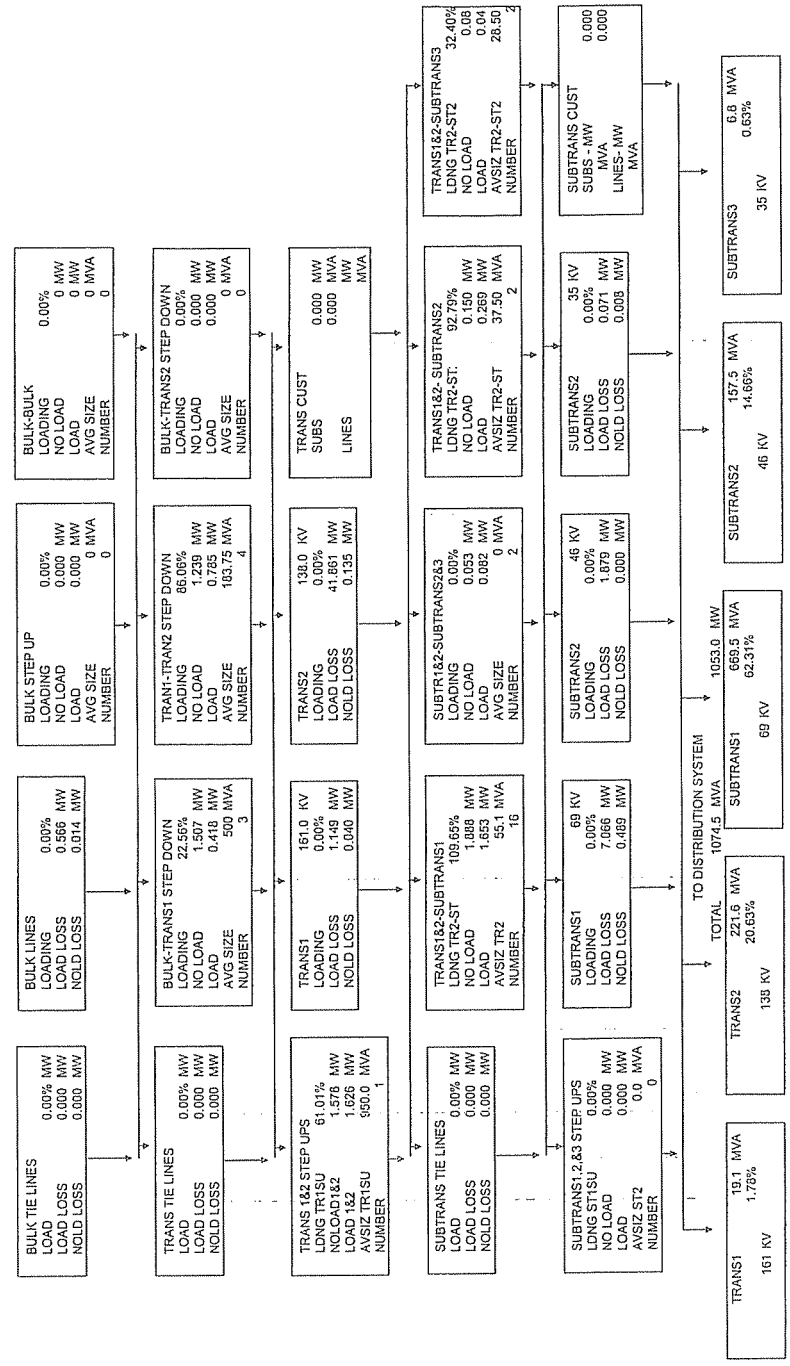 BULK TIE LINES
LOAD 0.00% MW
LOAD LOSS 0.000 MW
NOLD LOSS 0.000 MW
BULK LINES
LOADING 0.00%
LOAD LOSS 0.566 MW
NOLD LOSS 0.014 MW
BULK STEP UP
LOADING 0.00%
NO LOAD 0.000 MW
LOAD 0.000 MW
AVG SIZE 0 MVA
NUMBER 0
BULK-BULK
LOADING 0.00%
NO LOAD 0 MW
LOAD 0 MW
AVG SIZE 0 MVA
NUMBER 0
TRANS TIE LINES
LOAD 0.00% MW
LOAD LOSS 0.000 MW
NOLD LOSS 0.000 MW
BULK-TRANS1 STEP DOWN
LOADING 22.56%
NO LOAD 1.507 MW
LOAD 0.418 MW
AVG SIZE 500 MVA
NUMBER 3
TRAN1-TRAN2 STEP DOWN
LOADING 86.06%
NO LOAD 1.239 MW
LOAD 0.785 MW
AVG SIZE 183.75 MVA
NUMBER 4
BULK-TRANS2 STEP DOWN
LOADING 0.00%
NO LOAD 0.000 MW
LOAD 0.000 MW
AVG SIZE 0 MVA
NUMBER 0
TRANS 1&2 STEP UPS
LDNG TR1SU 61.01%
NOLOAD1&2 1.578 MW
LOAD 1&2 1.626 MW
AVSIZ TR1SU 950.0 MVA
NUMBER 1
TRANS1 161.0 KV
LOADING 0.00%
LOAD LOSS 1.149 MW
NOLD LOSS 0.040 MW
TRANS2 138.0 KV
LOADING 0.00%
LOAD LOSS 41.861 MW
NOLD LOSS 0.135 MW
TRANS CUST
SUBS 0.000 MW
0.000 MVA
LINES MW
MVA
SUBTRANS TIE LINES
LOAD 0.00% MW
LOAD LOSS 0.000 MW
NOLD LOSS 0.000 MW
TRANS1&2-SUBTRANS1
LDNG TR2-ST 109.65%
NO LOAD 1.888 MW
LOAD 1.653 MW
AVSIZ TR2 55.1 MVA
NUMBER 16
SUBTR1&2-SUBTRANS2&3
LOADING 0.00%
NO LOAD 0.053 MW
LOAD 0.082 MW
AVG SIZE 0 MVA
NUMBER 2
TRANS1&2- SUBTRANS2
LDNG TR2-ST: 92.79%
NO LOAD 0.150 MW
LOAD 0.269 MW
AVSIZ TR2-ST 37.50 MVA
NUMBER 2
TRANS1&2-SUBTRANS3
LDNG TR2-ST2 32.40%
NO LOAD 0.08
LOAD 0.04
AVSIZ TR2-ST2 28.50
NUMBER 2
SUBTRANS1,2,&3 STEP UPS
LDNG ST1SU 0.00%
NO LOAD 0.000 MW
LOAD 0.000 MW
AVSIZ ST2 0.0 MVA
NUMBER 0
SUBTRANS1 69 KV
LOADING 0.00%
LOAD LOSS 7.066 MW
NOLD LOSS 0.489 MW
SUBTRANS2 46 KV
LOADING 0.00%
LOAD LOSS 1.879 MW
NOLD LOSS 0.000 MW
SUBTRANS2 35 KV
LOADING 0.00%
LOAD LOSS 0.071 MW
NOLD LOSS 0.008 MW
SUBTRANS CUST
SUBS - MW 0.000
MVA 0.000
LINES- MW
MVA
TO DISTRIBUTION SYSTEM
TOTAL 1074.5 MVA 1053.0 MW
TRANS1 19.1 MVA
1.78%
161 KV
TRANS2 221.6 MVA
20.63%
138 KV
SUBTRANS1 669.5 MVA
62.31%
69 KV
SUBTRANS2 157.5 MVA
14.66%
46 KV
SUBTRANS3 6.8 MVA
0.63%
35 KV